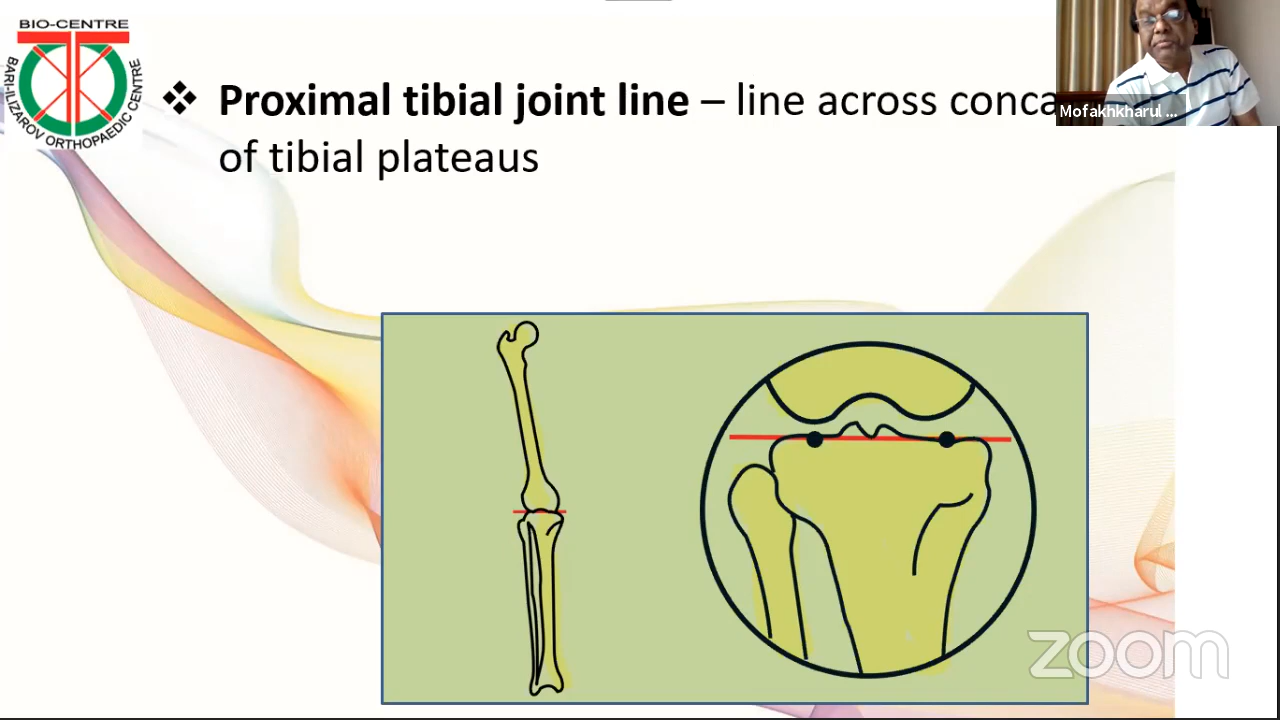 BIO-CENTRE
BARI-ILIZAROV ORTHOPAEDIC CENTRE
❖ Proximal tibial joint line – line across conca
of tibial plateaus
Mofakhkharul ...
zoom